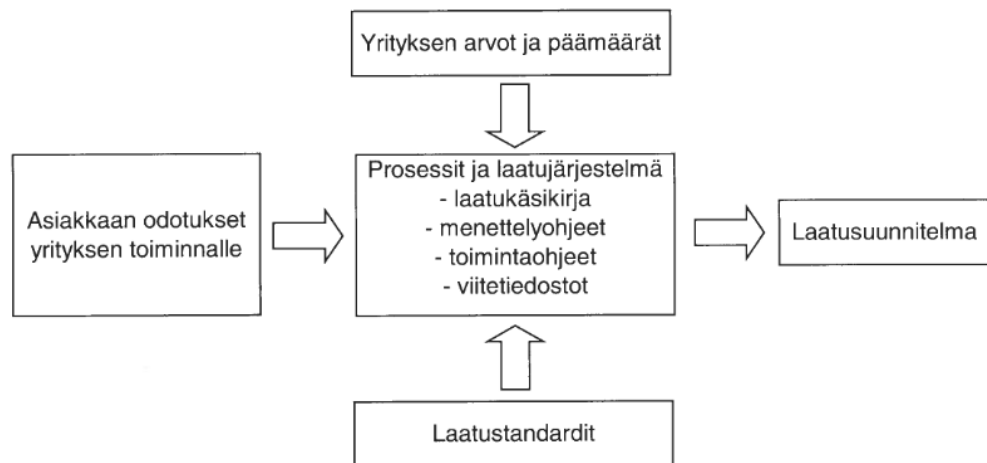 Yrityksen arvot ja päämäärät
Asiakkaan odotukset
yrityksen toiminnalle
Prosessit ja laatujärjestelmä
- laatukäsikirja
- menettelyohjeet
- toimintaohjeet
- viitetiedostot
Laatusuunnitelma
Laatustandardit